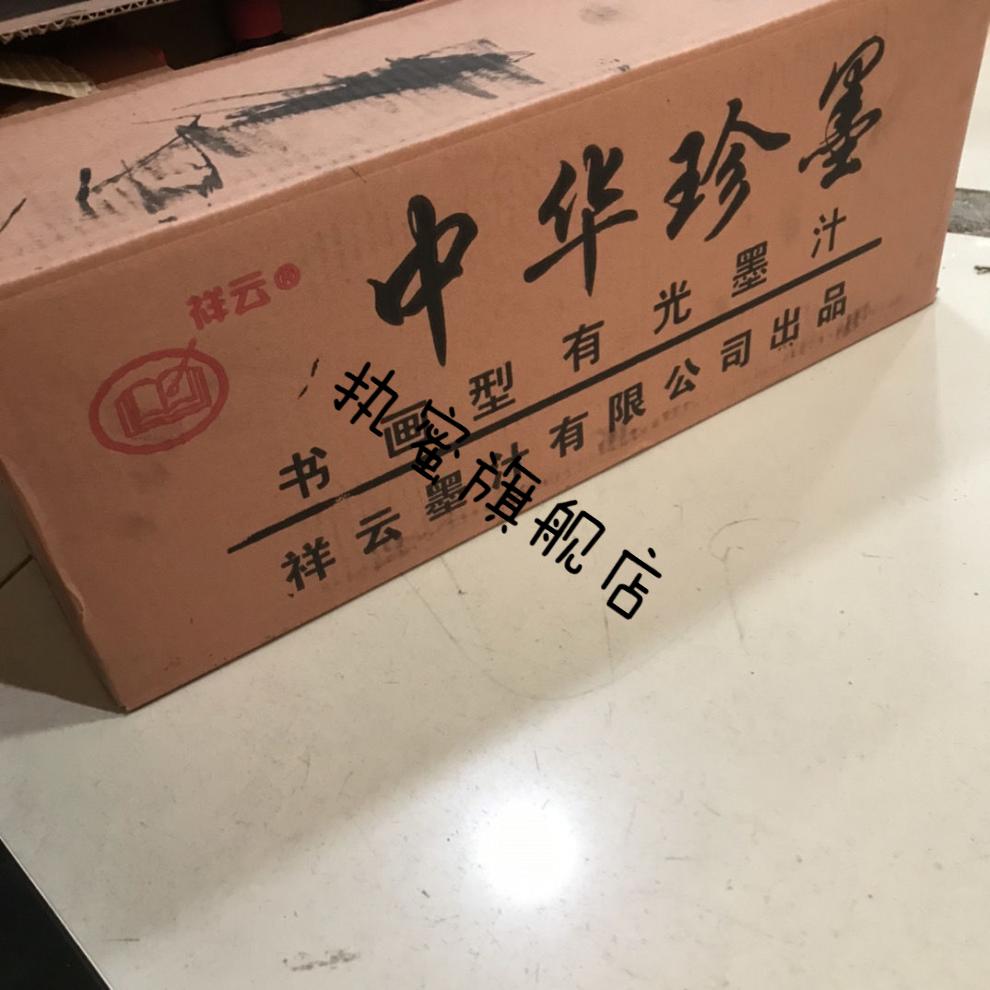 祥云®
中华珍墨
书画型有光墨汁
祥云墨汁有限公司出品
执蜜旗舰店